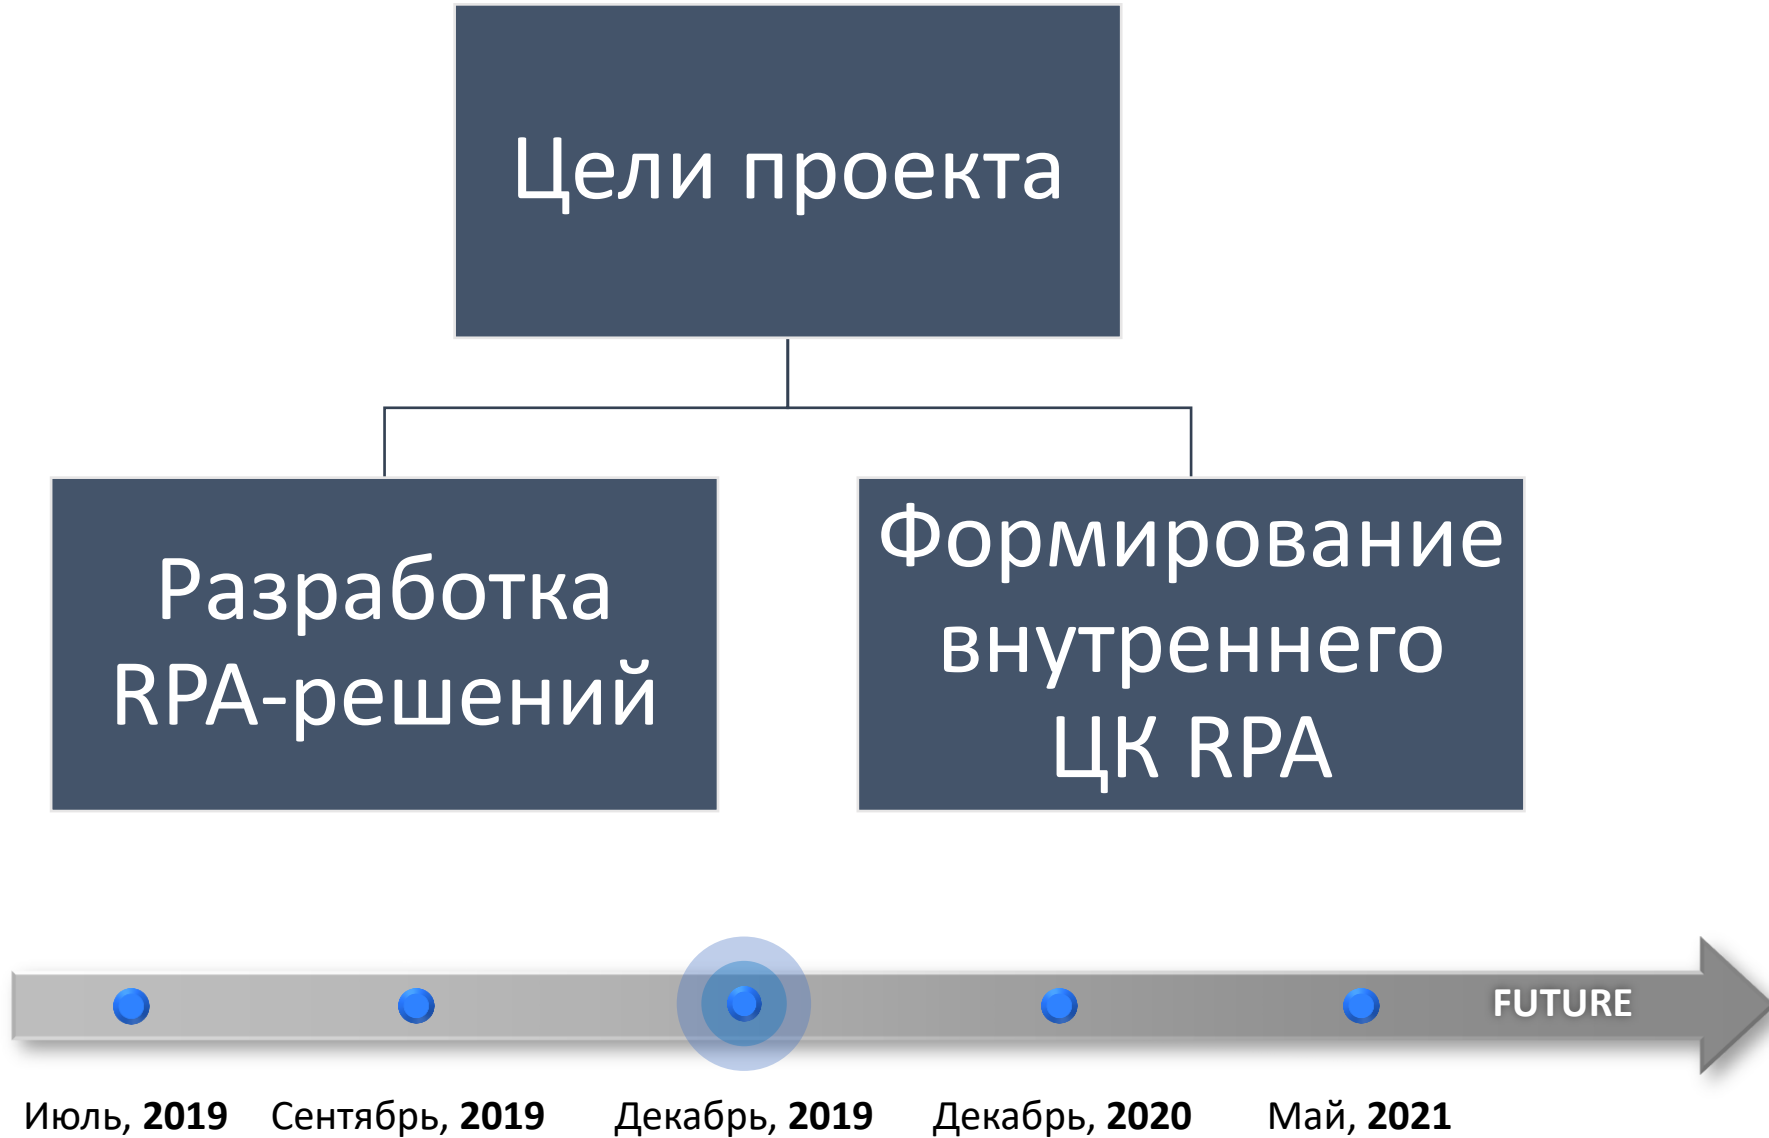 Цели проекта
Разработка
RPA-решений
Формирование
внутреннего
ЦК RPA
FUTURE
Июль, 2019
Сентябрь, 2019
Декабрь, 2019
Декабрь, 2020
Май, 2021